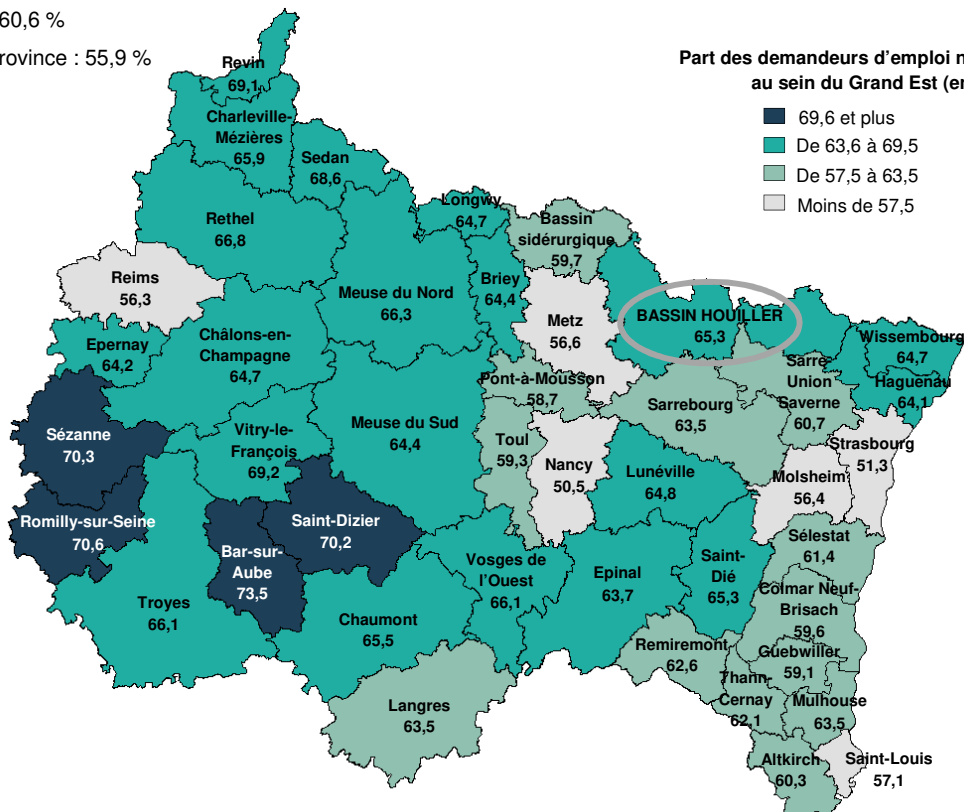 60,6 %
rovince : 55,9 %
Part des demandeurs d'emploi n
au sein du Grand Est (en
69,6 et plus
De 63,6 à 69,5
De 57,5 à 63,5
Moins de 57,5
Revin
69,1
Charleville-
Mézières
65,9
Sedan
68,6
Rethel
66,8
Longwy
64,7
Bassin
sidérurgique
59,7
Reims
56,3
Meuse du Nord
66,3
Briey
64,4
Metz
56,6
BASSIN HOUILLER
65,3
Wissembourg
64,7
Epernay
64,2
Châlons-en-
Champagne
64,7
Pont-à-Mousson
58,7
Sarre-
Union
Saverne
60,7
Haguenau
64,1
Sarrebourg
63,5
Sézanne
70,3
Vitry-le-
François
69,2
Meuse du Sud
64,4
Toul
59,3
Nancy
50,5
Lunéville
64,8
Strasbourg
51,3
Molsheim
56,4
Romilly-sur-Seine
70,6
Saint-Dizier
70,2
Bar-sur-
Aube
73,5
Vosges de
l'Ouest
66,1
Epinal
63,7
Saint-
Dié
65,3
Sélestat
61,4
Troyes
66,1
Chaumont
65,5
Colmar Neuf-
Brisach
59,6
Remiremont
62,6
Guebwiller
59,1
Langres
63,5
Thann-
Cernay
62,1
Mulhouse
63,5
Altkirch
60,3
Saint-Louis
57,1